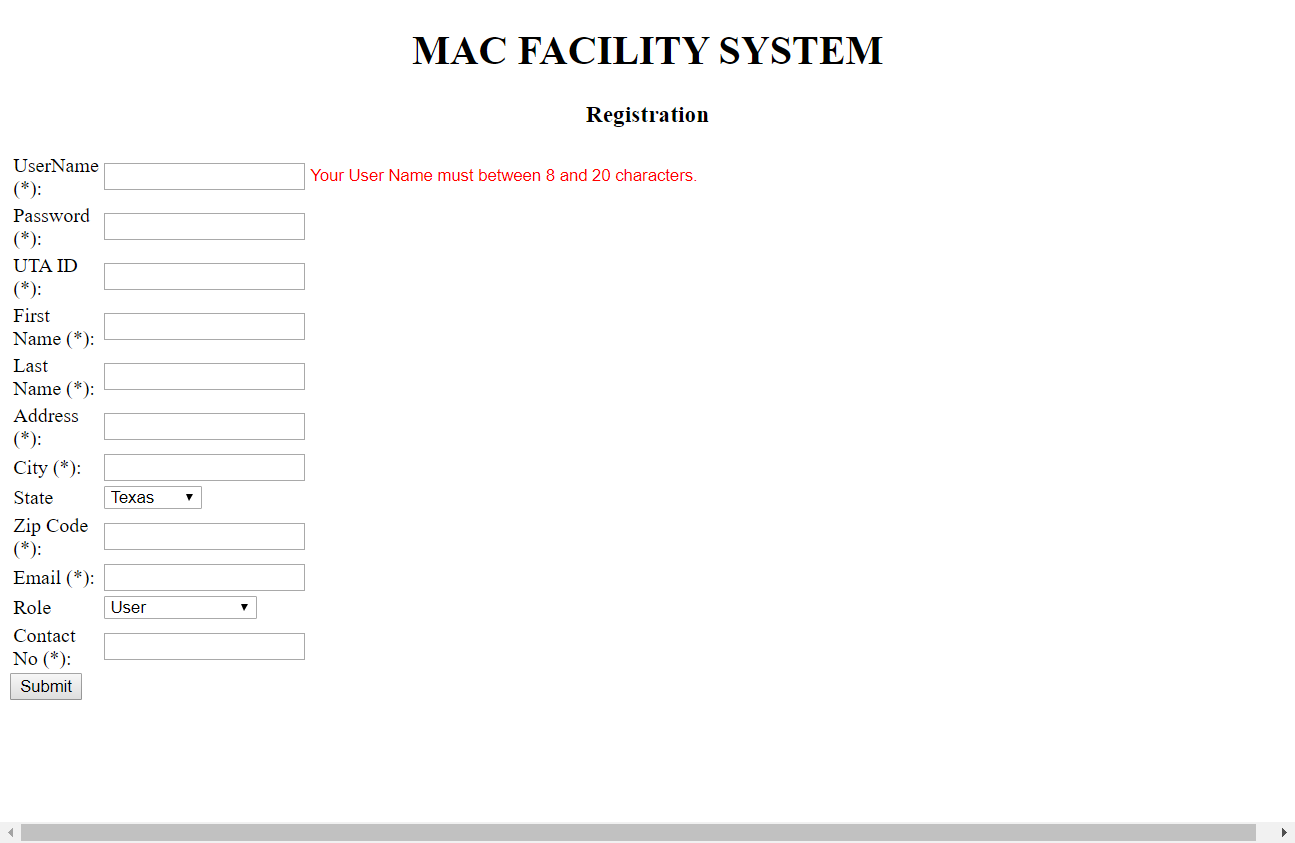 MAC FACILITY SYSTEM
Registration
UserName
(*):
Your User Name must between 8 and 20 characters.
Password
(*):
UTA ID
(*):
First
Name (*):
Last
Name (*):
Address
(*):
City (*):
State
Texas
Zip Code
(*):
Email (*):
Role
User
Contact
No (*):
Submit